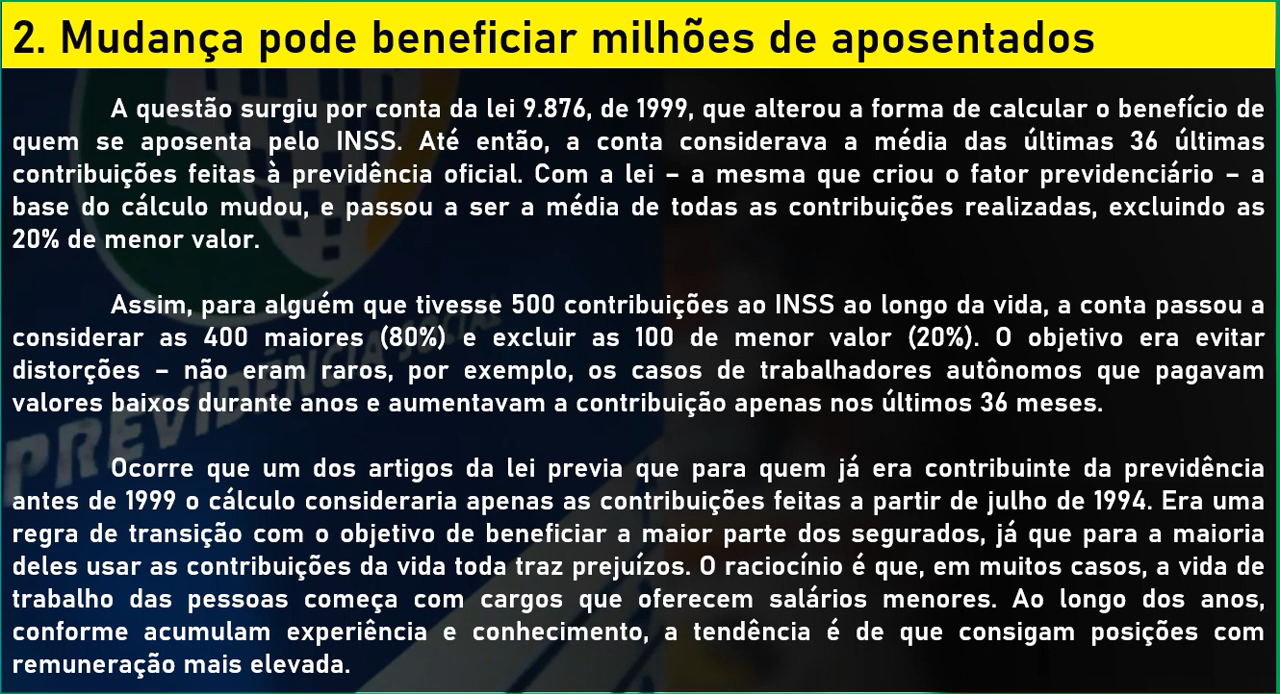 2. Mudança pode beneficiar milhões de aposentados
A questão surgiu por conta da lei 9.876, de 1999, que alterou a forma de calcular o benefício de
quem se aposenta pelo INSS. Até então, a conta considerava a média das últimas 36 últimas
contribuições feitas à previdência oficial. Com a lei – a mesma que criou o fator previdenciário – a
base do cálculo mudou, e passou a ser a média de todas as contribuições realizadas, excluindo as
20% de menor valor.
Assim, para alguém que tivesse 500 contribuições ao INSS ao longo da vida, a conta passou a
considerar as 400 maiores (80%) e excluir as 100 de menor valor (20%). O objetivo era evitar
distorções – não eram raros, por exemplo, os casos de trabalhadores autônomos que pagavam
valores baixos durante anos e aumentavam a contribuição apenas nos últimos 36 meses.
Ocorre que um dos artigos da lei previa que para quem já era contribuinte da previdência
antes de 1999 o cálculo consideraria apenas as contribuições feitas a partir de julho de 1994. Era uma
regra de transição com o objetivo de beneficiar a maior parte dos segurados, já que para a maioria
deles usar as contribuições da vida toda traz prejuízos. O raciocínio é que, em muitos casos, a vida de
trabalho das pessoas começa com cargos que oferecem salários menores. Ao longo dos anos,
conforme acumulam experiência e conhecimento, a tendência é de que consigam posições com
remuneração mais elevada.
PREVIDÊNCIA SOCIAL